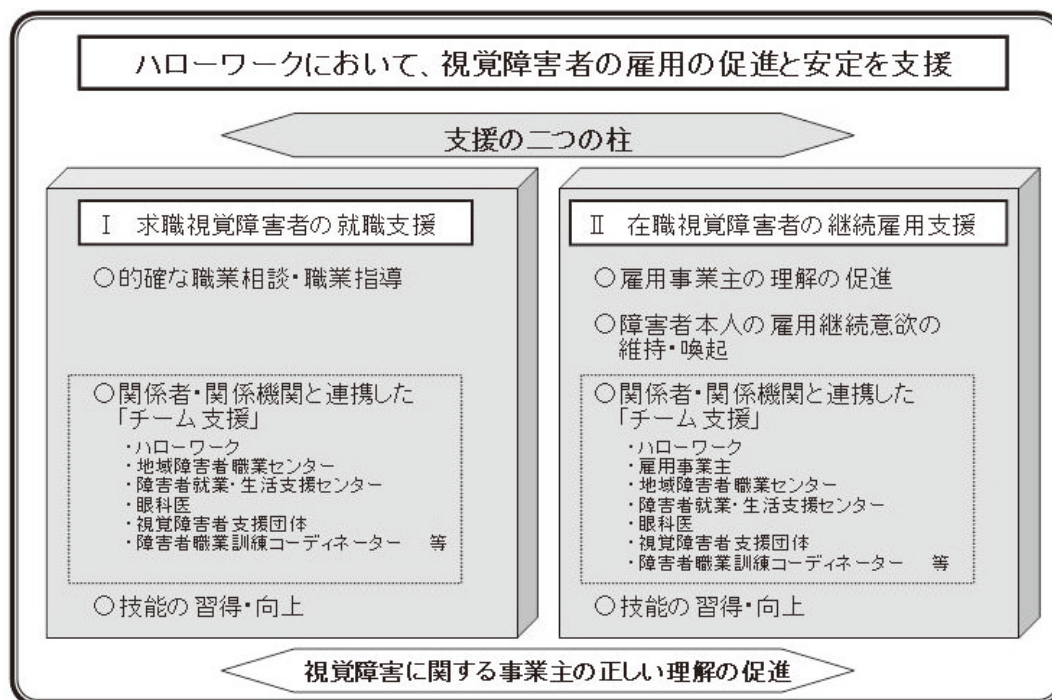 ハローワークにおいて、視覚障害者の雇用の促進と安定を支援
支援の二つの柱
Ⅰ 求職視覚障害者の就職支援
○的確な職業相談・職業指導
○関係者・関係機関と連携した
「チーム支援」
・ハローワーク
・地域障害者職業センター
・障害者就業・生活支援センター
・眼科医
・視覚障害者支援団体
・障害者職業訓練コーディネーター 等
○技能の習得・向上
Ⅱ 在職視覚障害者の継続雇用支援
○雇用事業主の理解の促進
○障害者本人の雇用継続意欲の
維持・喚起
○関係者・関係機関と連携した
「チーム支援」
・ハローワーク
・雇用事業主
・地域障害者職業センター
・障害者就業・生活支援センター
・眼科医
・視覚障害者支援団体
・障害者職業訓練コーディネーター 等
○技能の習得・向上
視覚障害に関する事業主の正しい理解の促進